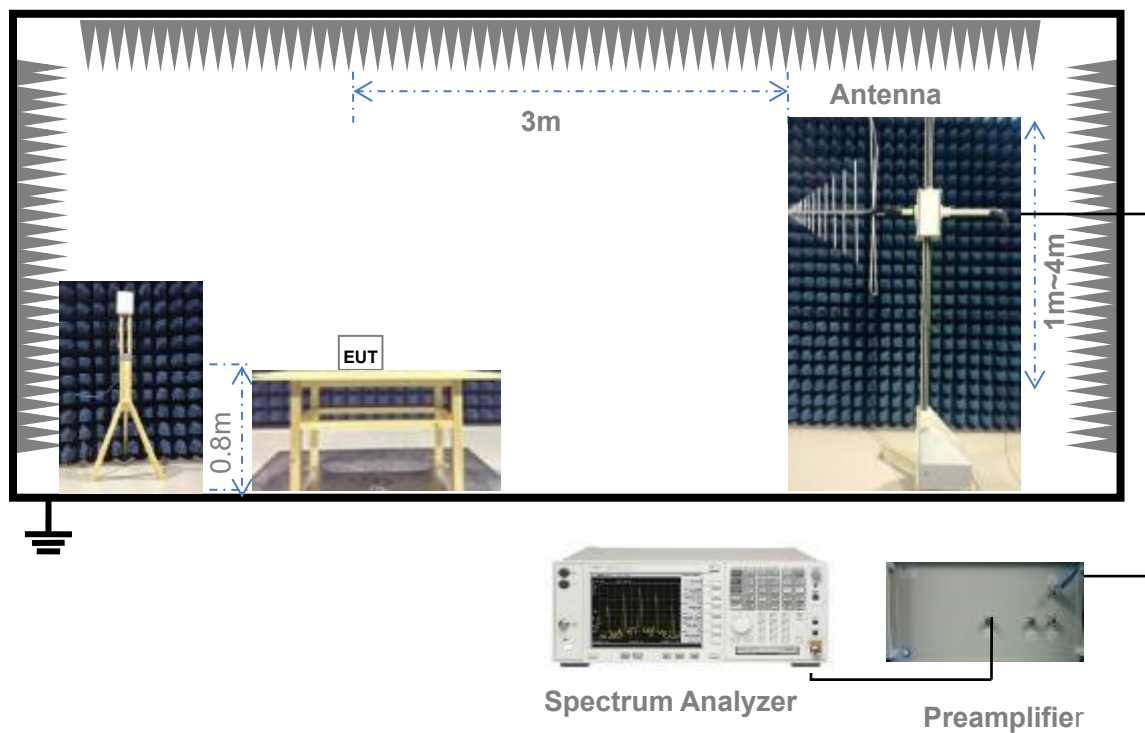 Antenna
3m
1m~4m
EUT
0.8m
Spectrum Analyzer
Preamplifier